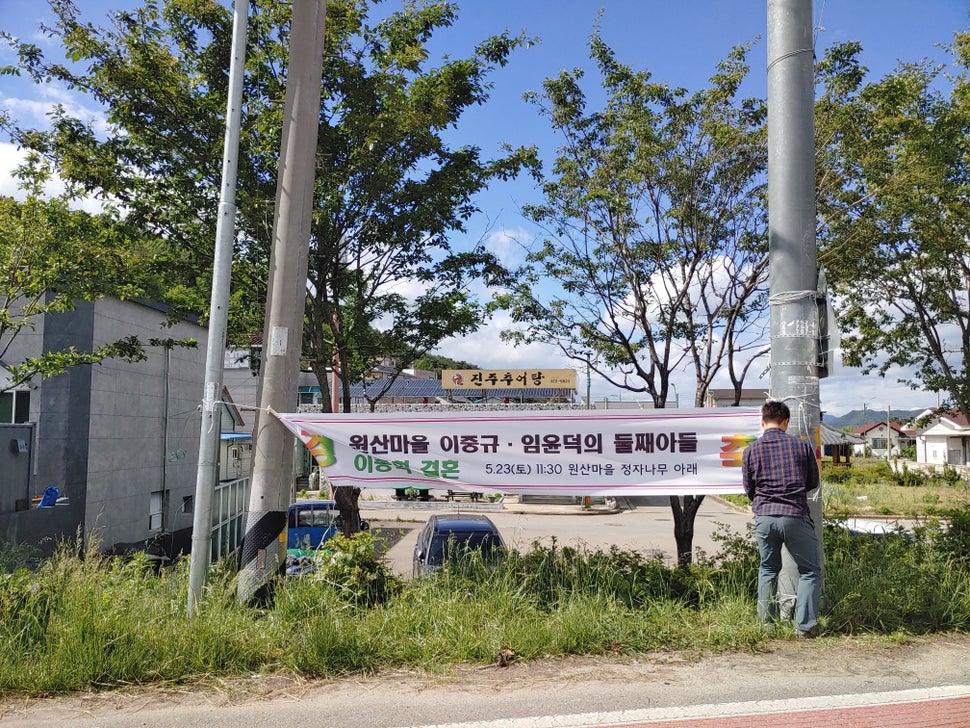 진주추어탕
원산마을 이중규 · 임윤덕의 둘째아들
이중혁 결혼
5.23(토) 11:30 원산마을 정자나무 아래
축